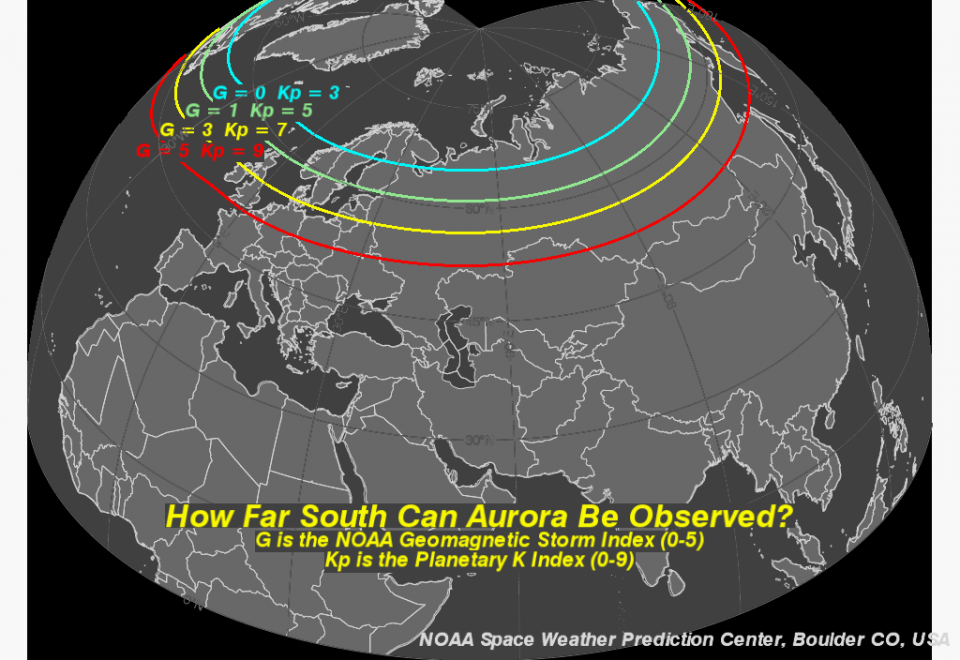 G = 0 Kp = 3
G = 1 Kp = 5
G = 3 Kp = 7
G = 5 Kp = 9
30°N
How Far South Can Aurora Be Observed?
G is the NOAA Geomagnetic Storm Index (0-5)
Kp is the Planetary K Index (0-9)
NOAA Space Weather Prediction Center, Boulder CO, USA